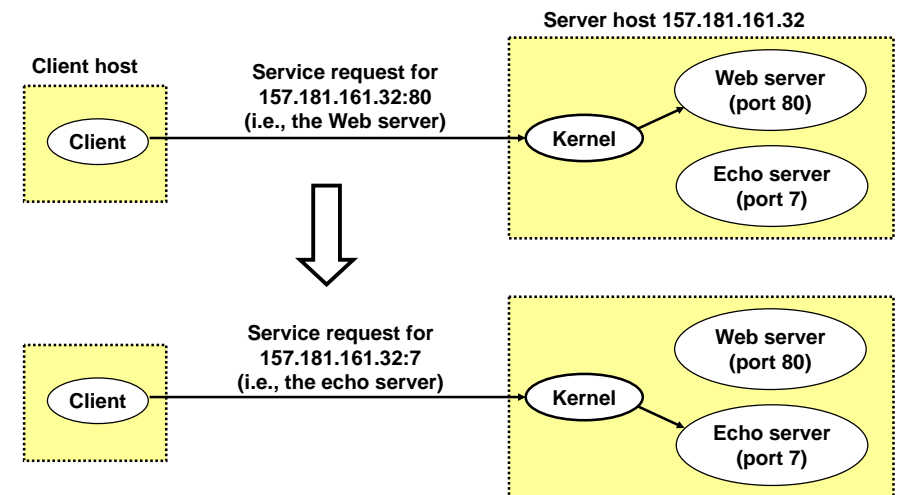 Server host 157.181.161.32
Client host
Service request for
157.181.161.32:80
(i.e., the Web server)
Client
Kernel
Web server
(port 80)
Echo server
(port 7)
Service request for
157.181.161.32:7
(i.e., the echo server)
Client
Kernel
Web server
(port 80)
Echo server
(port 7)